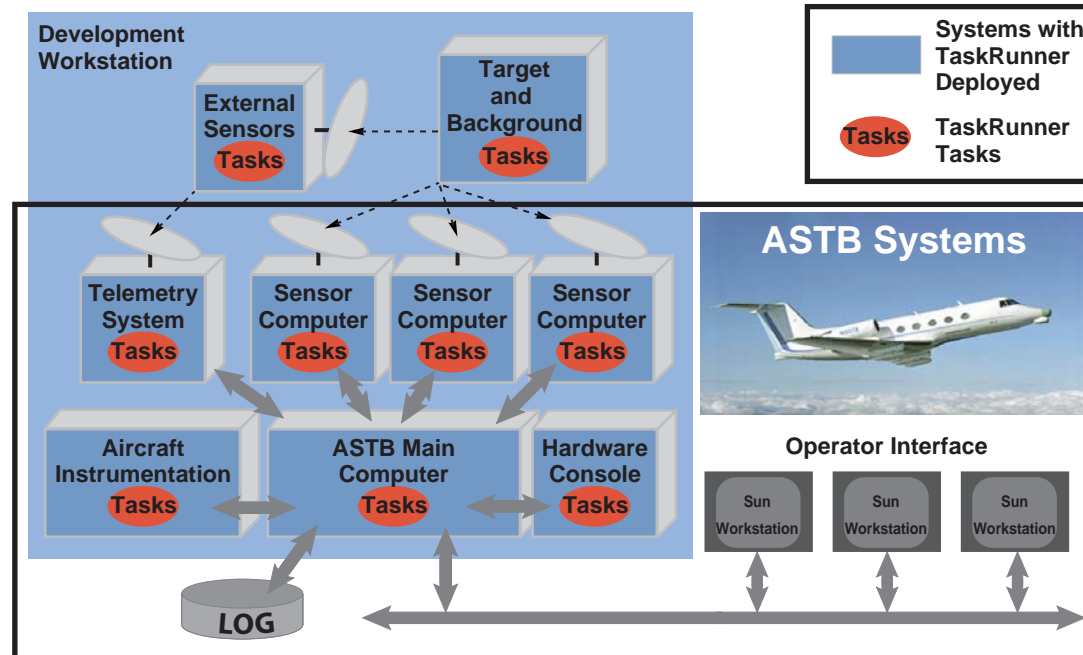 Development
Workstation
External
Sensors
Tasks
Target
and
Background
Tasks
Systems with
TaskRunner
Deployed
Tasks
TaskRunner
Tasks
Telemetry
System
Tasks
Sensor
Computer
Tasks
Sensor
Computer
Tasks
Sensor
Computer
Tasks
ASTB Systems
Aircraft
Instrumentation
Tasks
ASTB Main
Computer
Tasks
Hardware
Console
Tasks
Operator Interface
Sun
Workstation
Sun
Workstation
Sun
Workstation
LOG